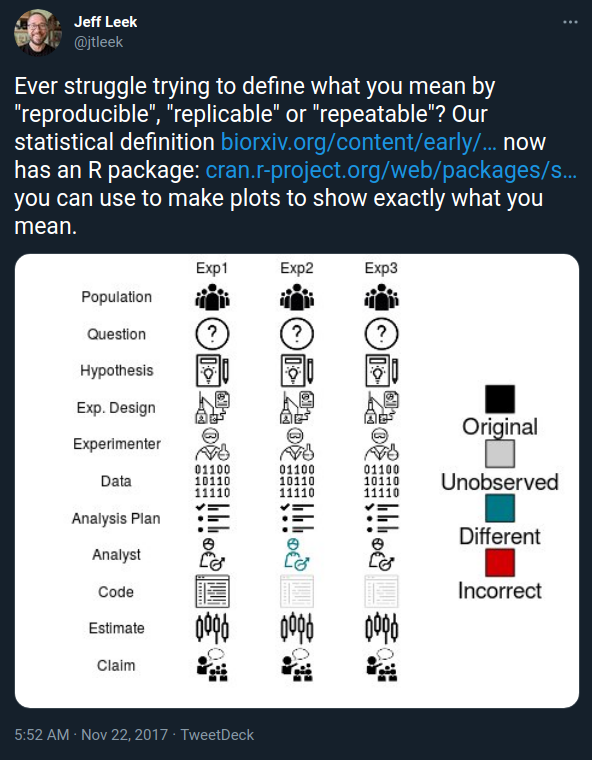 Jeff Leek
@jtleek
Ever struggle trying to define what you mean by
"reproducible", "replicable" or "repeatable"? Our
statistical definition biorxiv.org/content/early/… now
has an R package: cran.r-project.org/web/packages/s…
you can use to make plots to show exactly what you
mean.
Exp1 Exp2 Exp3
Population
Question ? ? ?
Hypothesis
Exp. Design
Experimenter
Data
01100 01100 01100
10110 10110 10110
11110 11110 11110
Analysis Plan
Analyst
Code
Estimate
Claim
Original
Unobserved
Different
Incorrect
5:52 AM · Nov 22, 2017 · TweetDeck